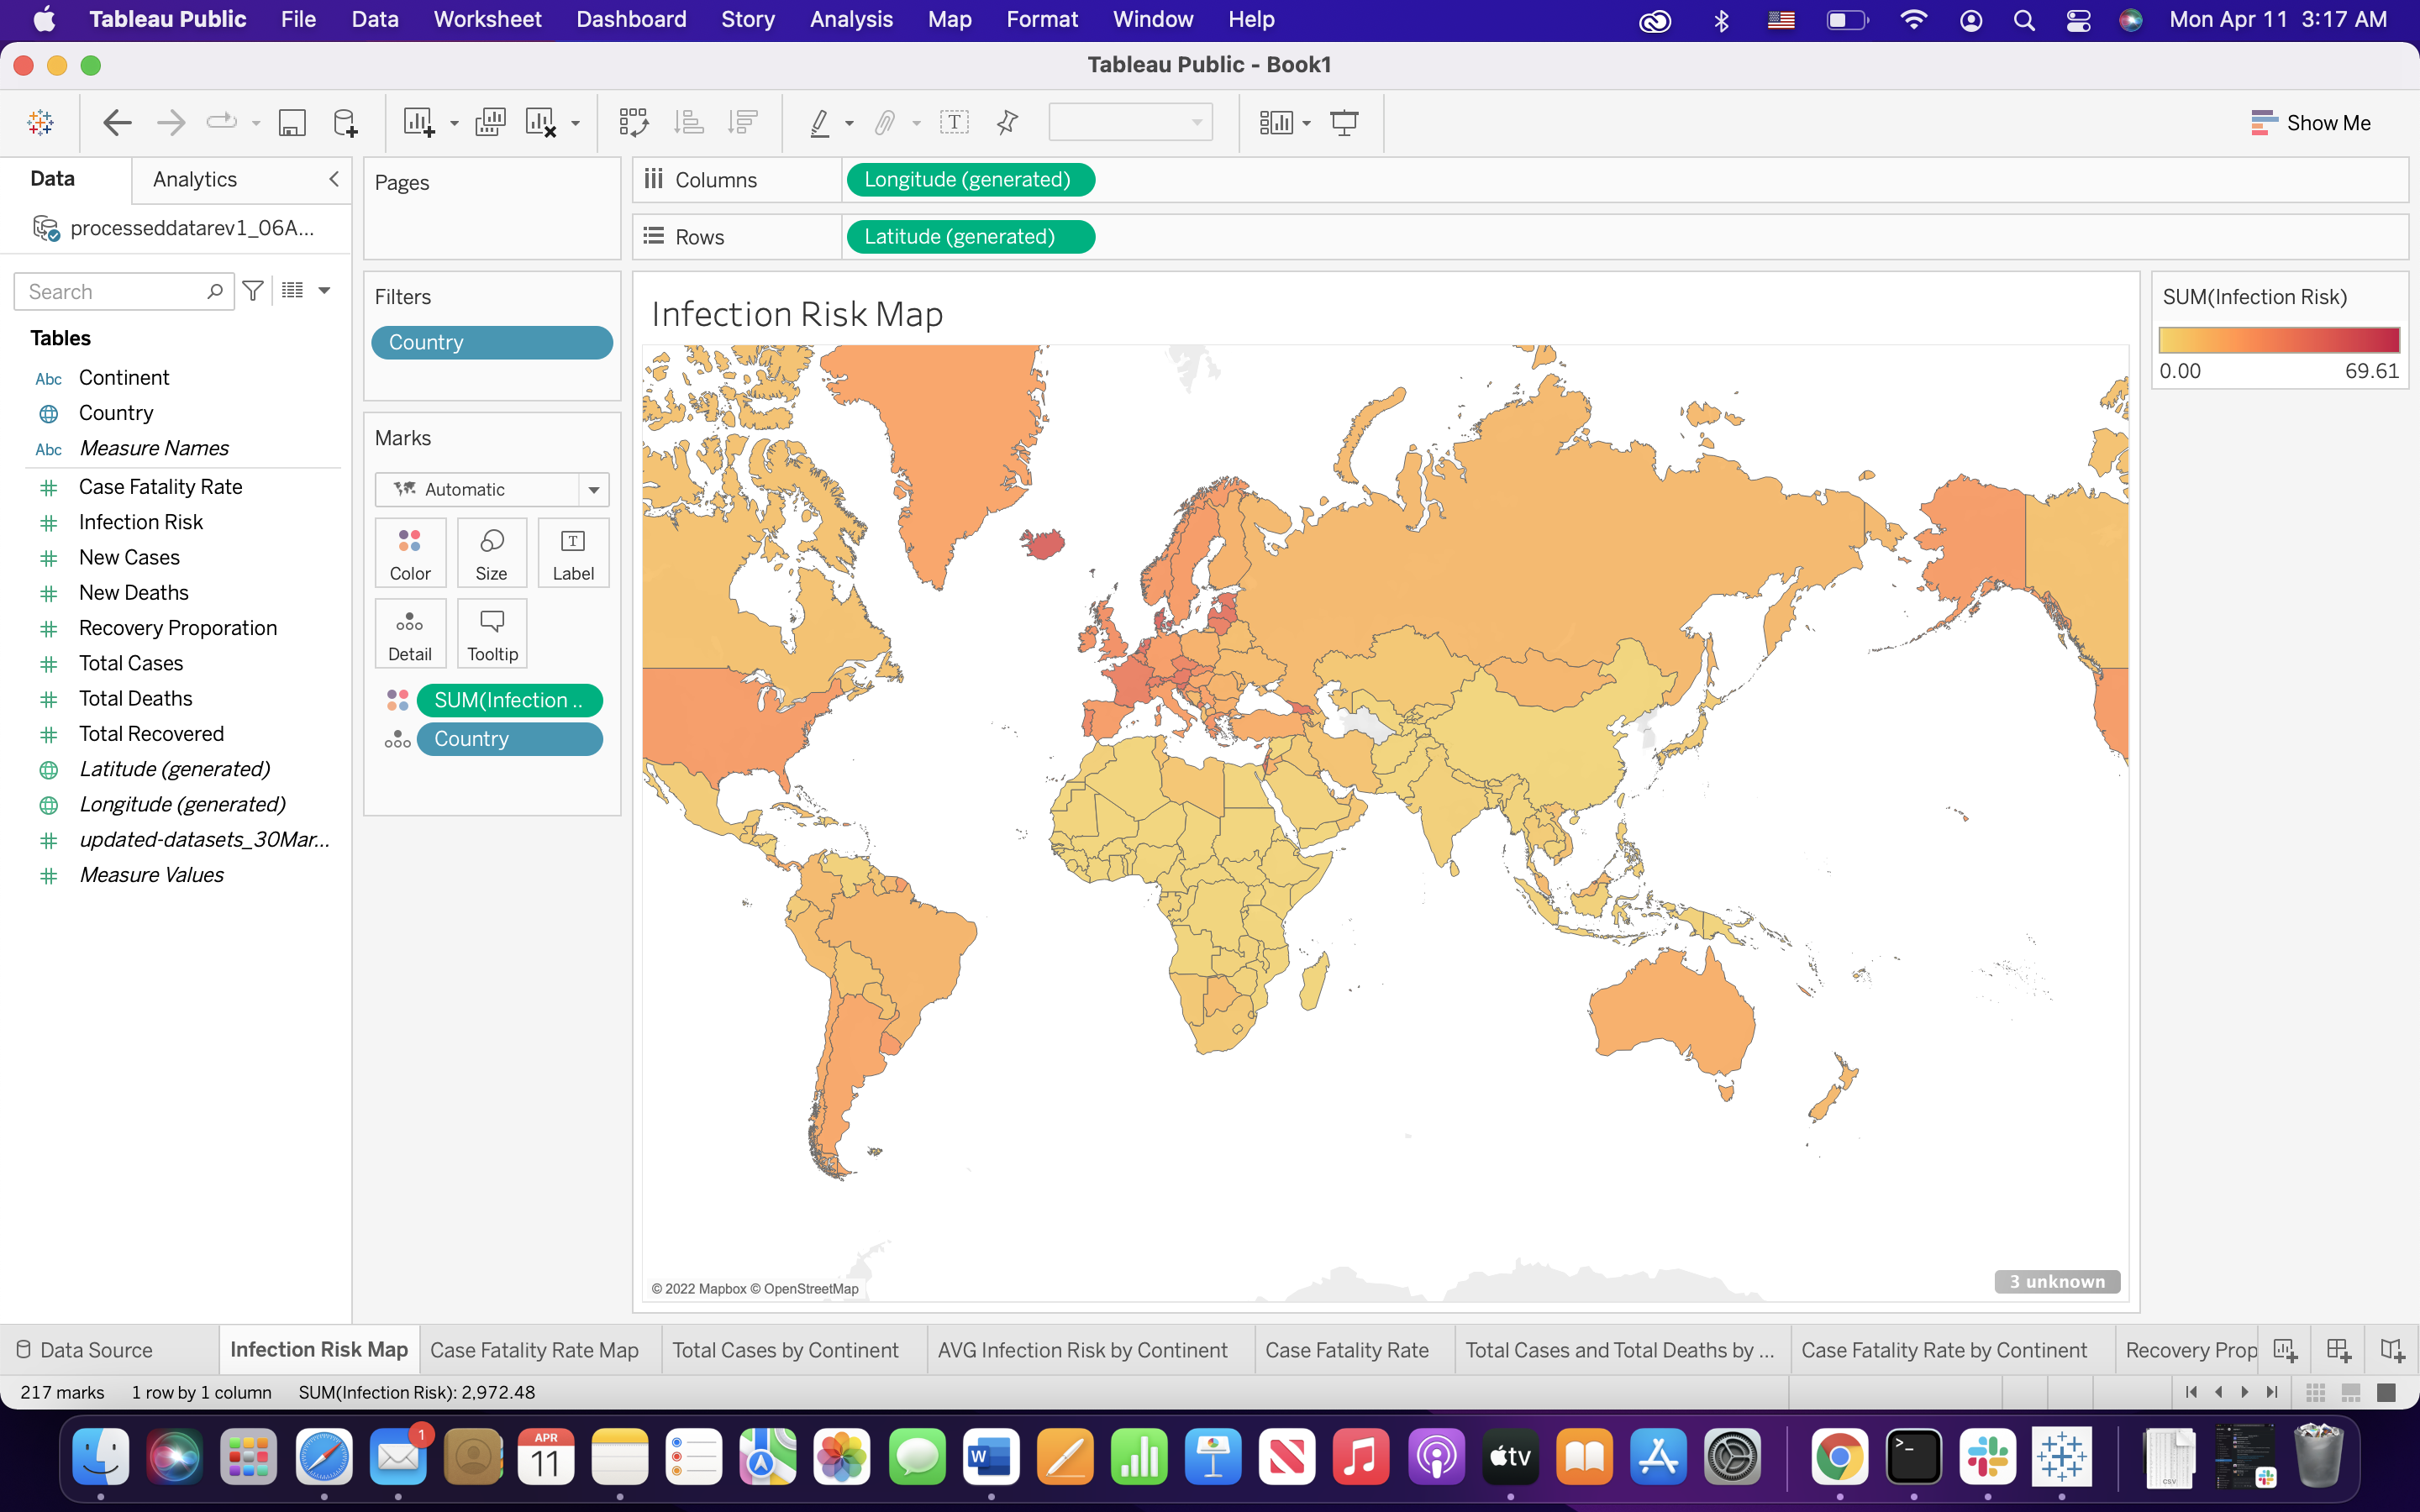 Tableau Public File Data Worksheet Dashboard Story Analysis Map Format Window Help Mon Apr 11 3:17 AM
Tableau Public - Book1
T Show Me
Data Analytics
processeddatarev1_06A...
Search
Tables
Abc Continent
Country
Abc Measure Names
Case Fatality Rate
Infection Risk
New Cases
New Deaths
Recovery Proporation
Total Cases
Total Deaths
Total Recovered
Latitude (generated)
Longitude (generated)
updated-datasets_30Mar...
Measure Values
Pages
Filters
Country
Marks
Automatic
Color Size T Label
Detail Tooltip
SUM(Infection ..
Country
Columns Longitude (generated)
Rows Latitude (generated)
Infection Risk Map
© 2022 Mapbox © OpenStreetMap
3 unknown
SUM(Infection Risk)
0.00 69.61
Data Source Infection Risk Map Case Fatality Rate Map Total Cases by Continent AVG Infection Risk by Continent Case Fatality Rate Total Cases and Total Deaths by ... Case Fatality Rate by Continent Recovery Prop
217 marks 1 row by 1 column SUM(Infection Risk): 2,972.48
1 APR 11 W tv >_ CSV